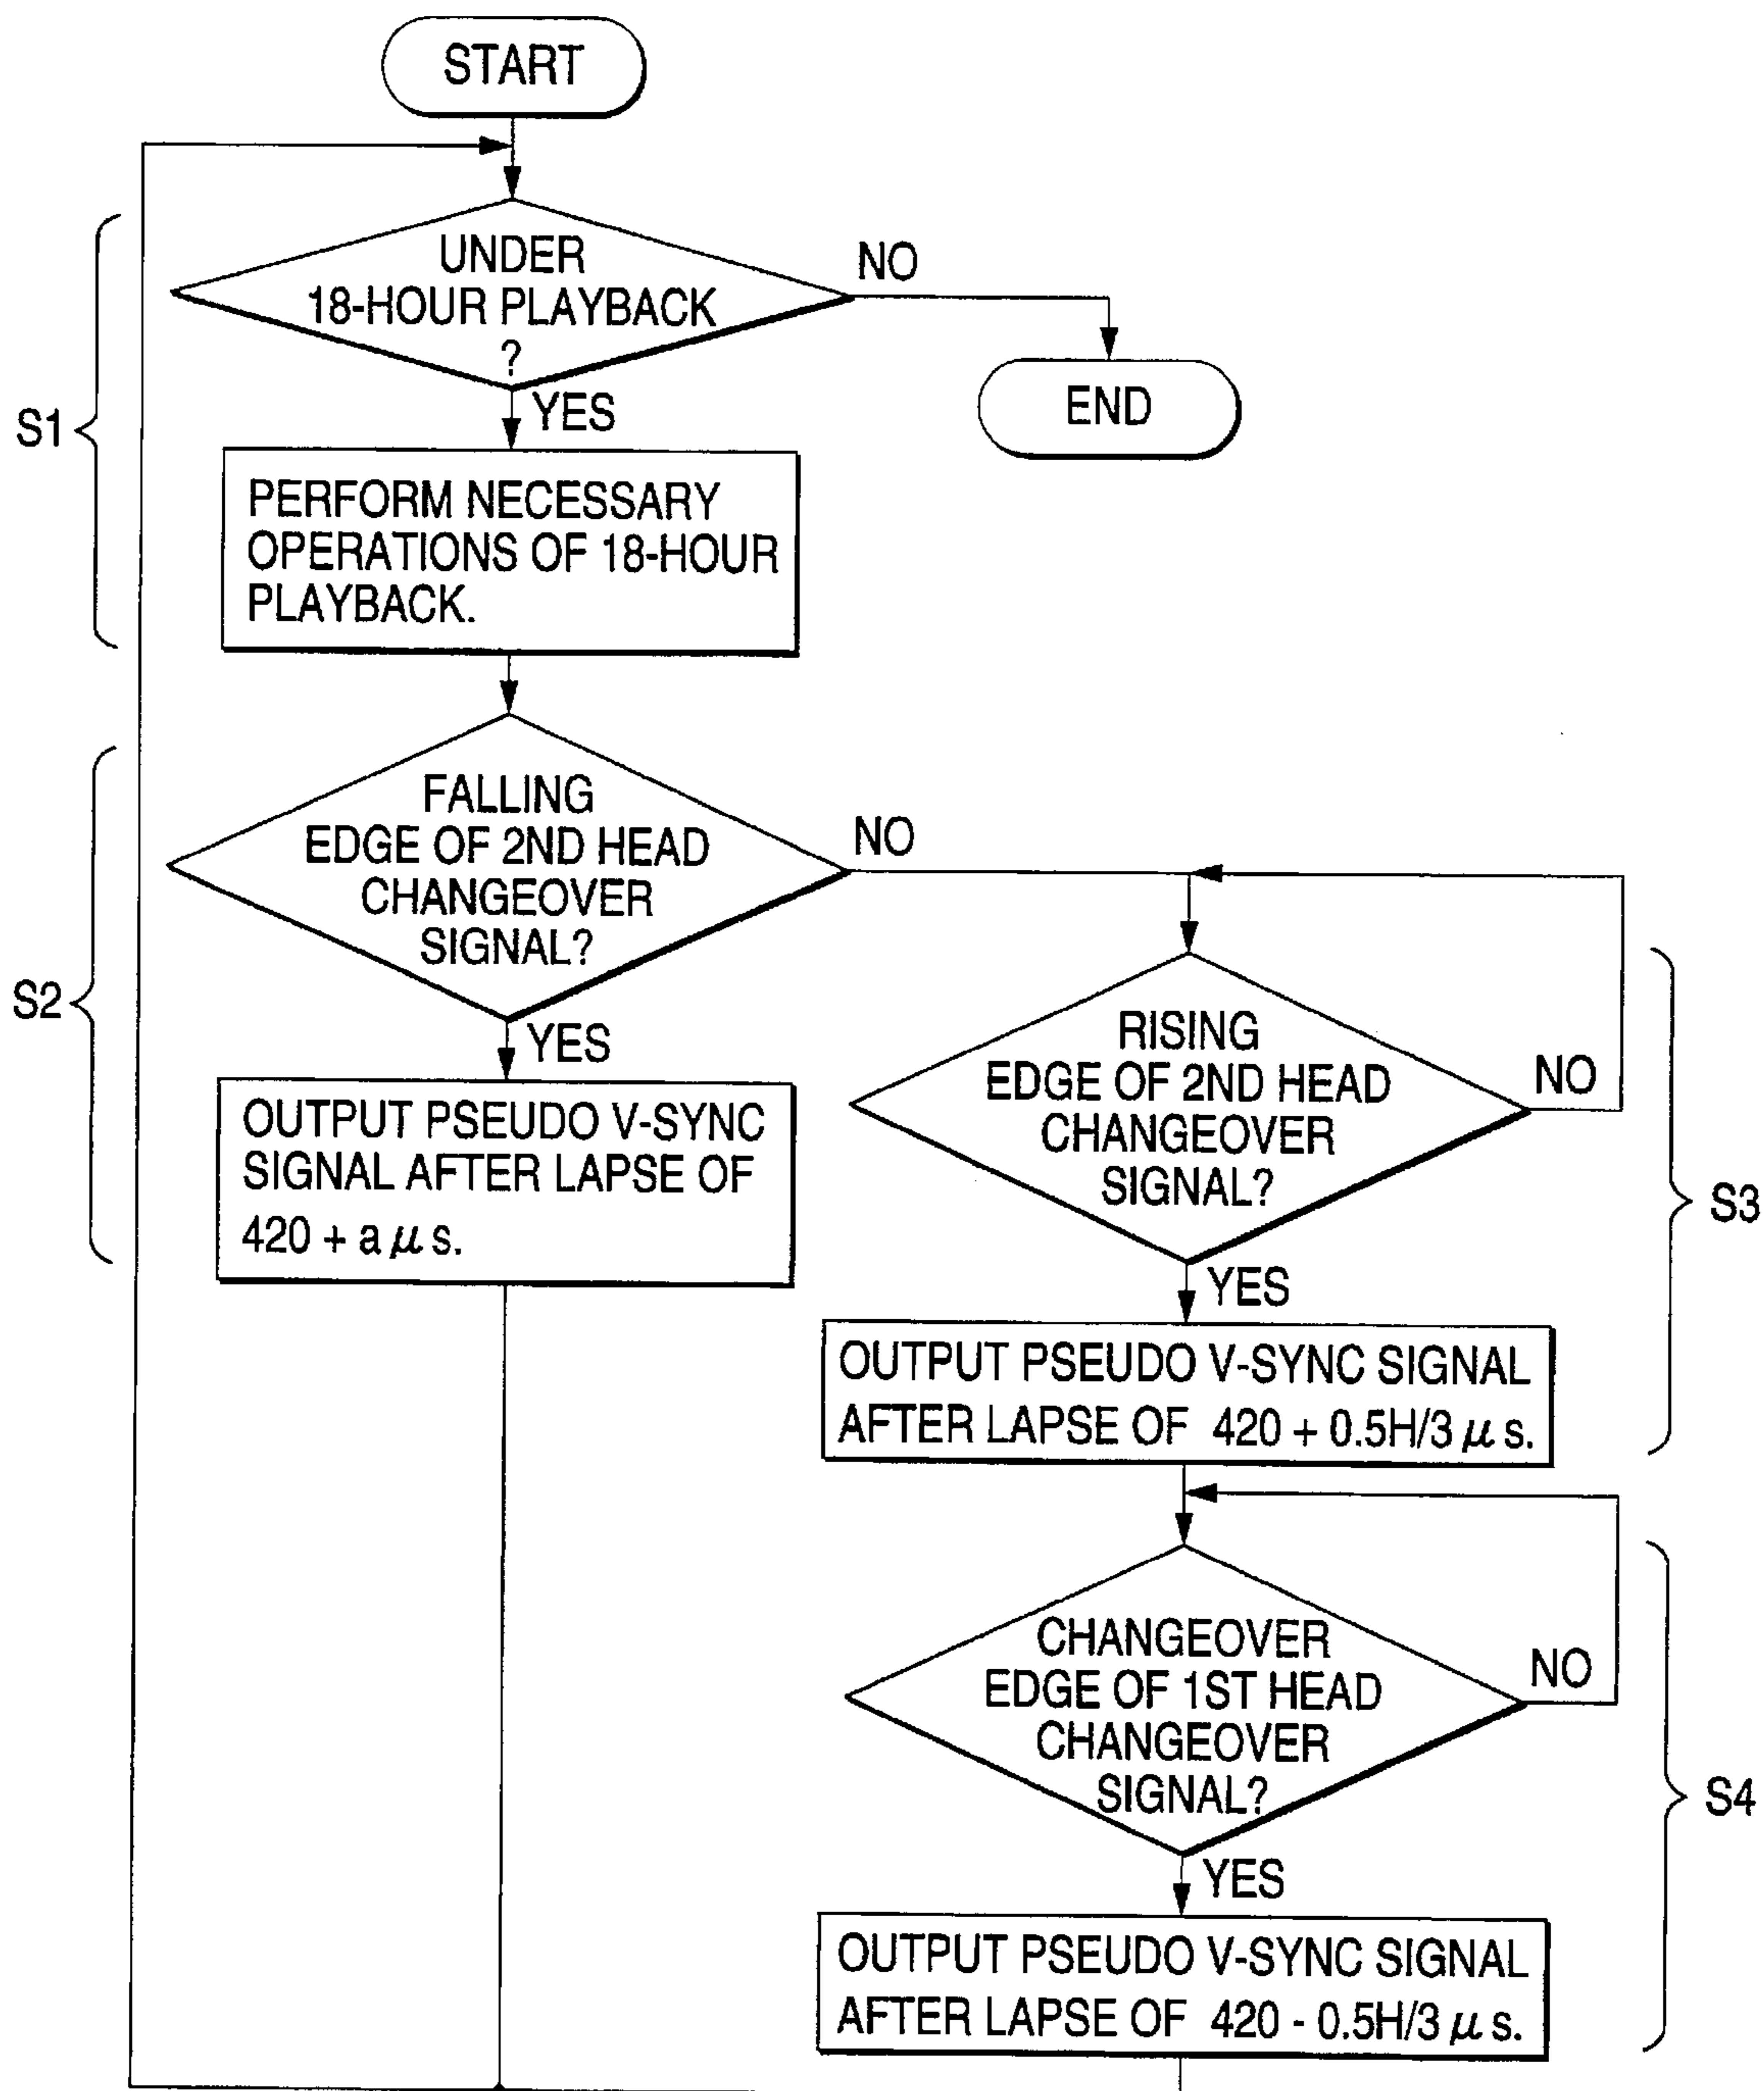 START
UNDER
18-HOUR PLAYBACK
?
NO
END
YES
S1
PERFORM NECESSARY
OPERATIONS OF 18-HOUR
PLAYBACK.
FALLING
EDGE OF 2ND HEAD
CHANGEOVER
SIGNAL?
NO
S2
YES
OUTPUT PSEUDO V-SYNC
SIGNAL AFTER LAPSE OF
420 + a μ s.
RISING
EDGE OF 2ND HEAD
CHANGEOVER
SIGNAL?
NO
S3
YES
OUTPUT PSEUDO V-SYNC SIGNAL
AFTER LAPSE OF 420 + 0.5H/3 μ s.
CHANGEOVER
EDGE OF 1ST HEAD
CHANGEOVER
SIGNAL?
NO
S4
YES
OUTPUT PSEUDO V-SYNC SIGNAL
AFTER LAPSE OF 420 - 0.5H/3 μ s.